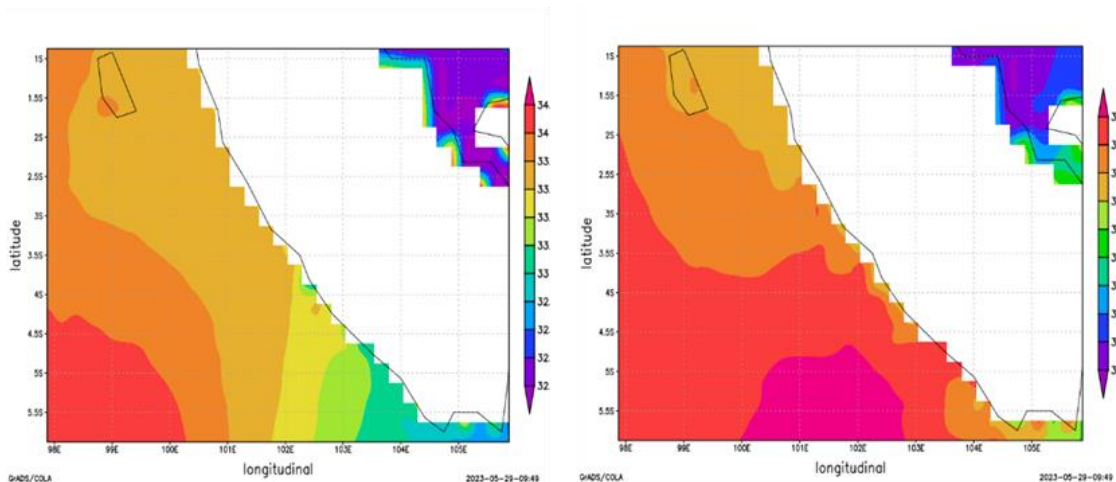 1S
1.5S
2S
2.5S
3S
3.5S
4S
4.5S
5S
5.5S
latitude
98E 99E 100E 101E 102E 103E 104E 105E
longitudinal
34.
34
33
33
33
33
32
32
32
32
GrADS/COLA
2023-05-29-09:49
1S
1.5S
2S
2.5S
3S
3.5S
4S
4.5S
5S
5.5S
latitude
98E 99E 100E 101E 102E 103E 104E 105E
longitudinal
GrADS/COLA
2023-05-29-09:49